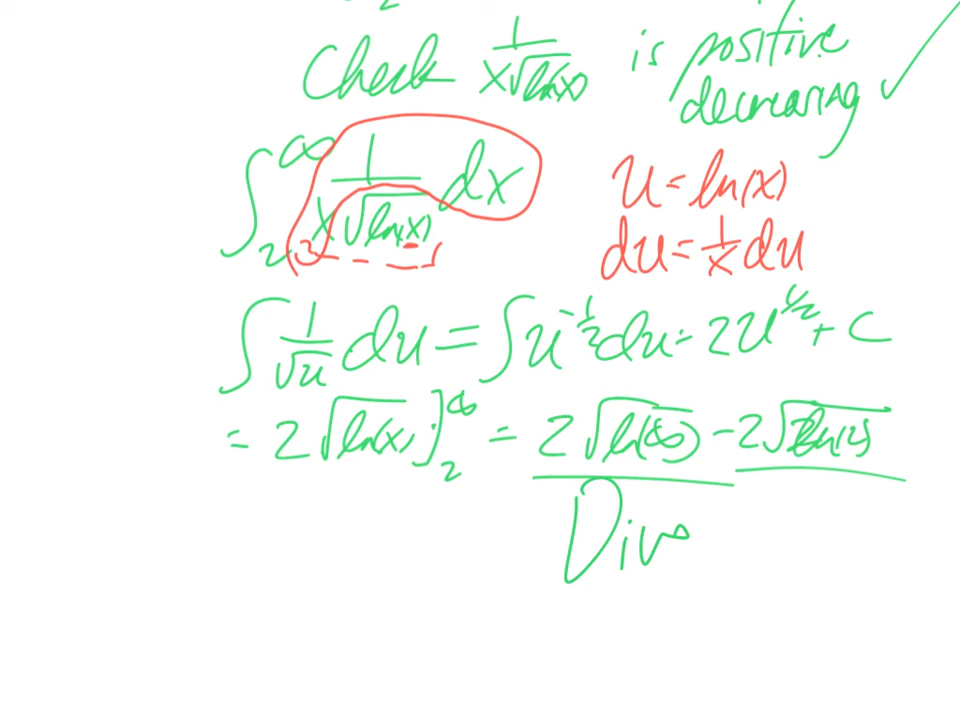 2
Check 1/(x√ln(x)) is positive
decreasing ✓
∫₂^∞ 1/(x√ln(x)) dx u = ln(x)
du = 1/x du
∫ 1/√u du = ∫ u^(-1/2) du = 2u^(1/2) + C
= 2√ln(x) ]₂^∞ = 2√ln(∞) - 2√ln(2)
Div